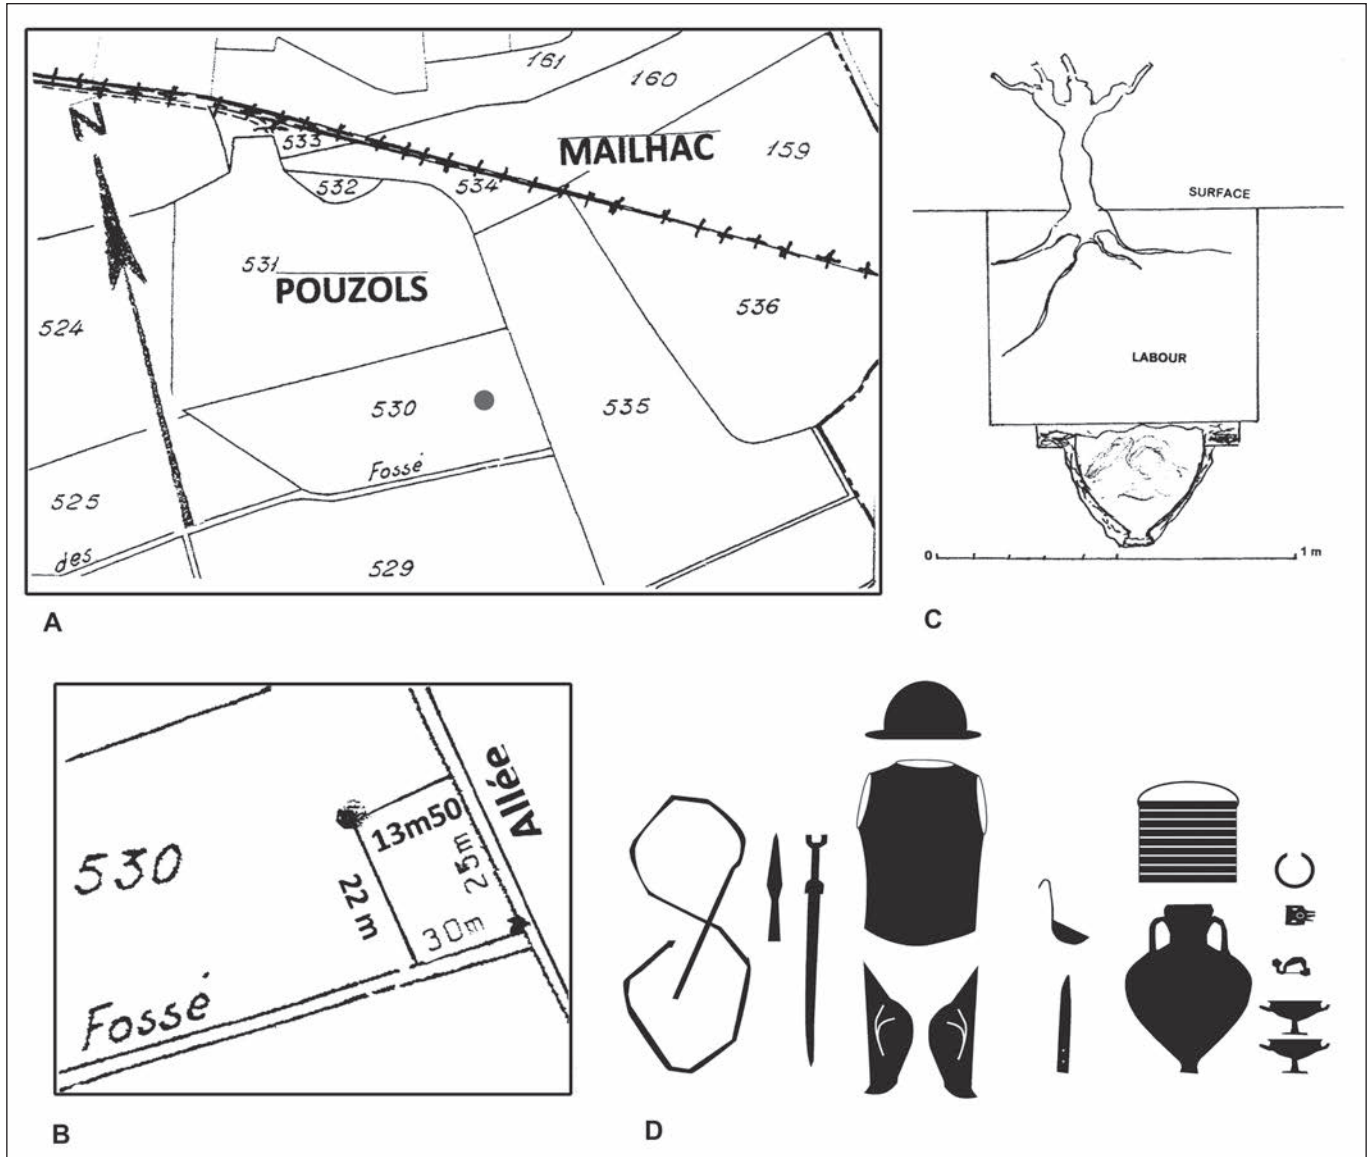 161
160
N
533
MAILHAC
159
532
534
531
POUZOLS
536
524
530
535
Fossé
525
des
529
A
SURFACE
LABOUR
0
1 m
C
Allée
13m50
530
25m
22 m
30m
Fossé
B
D